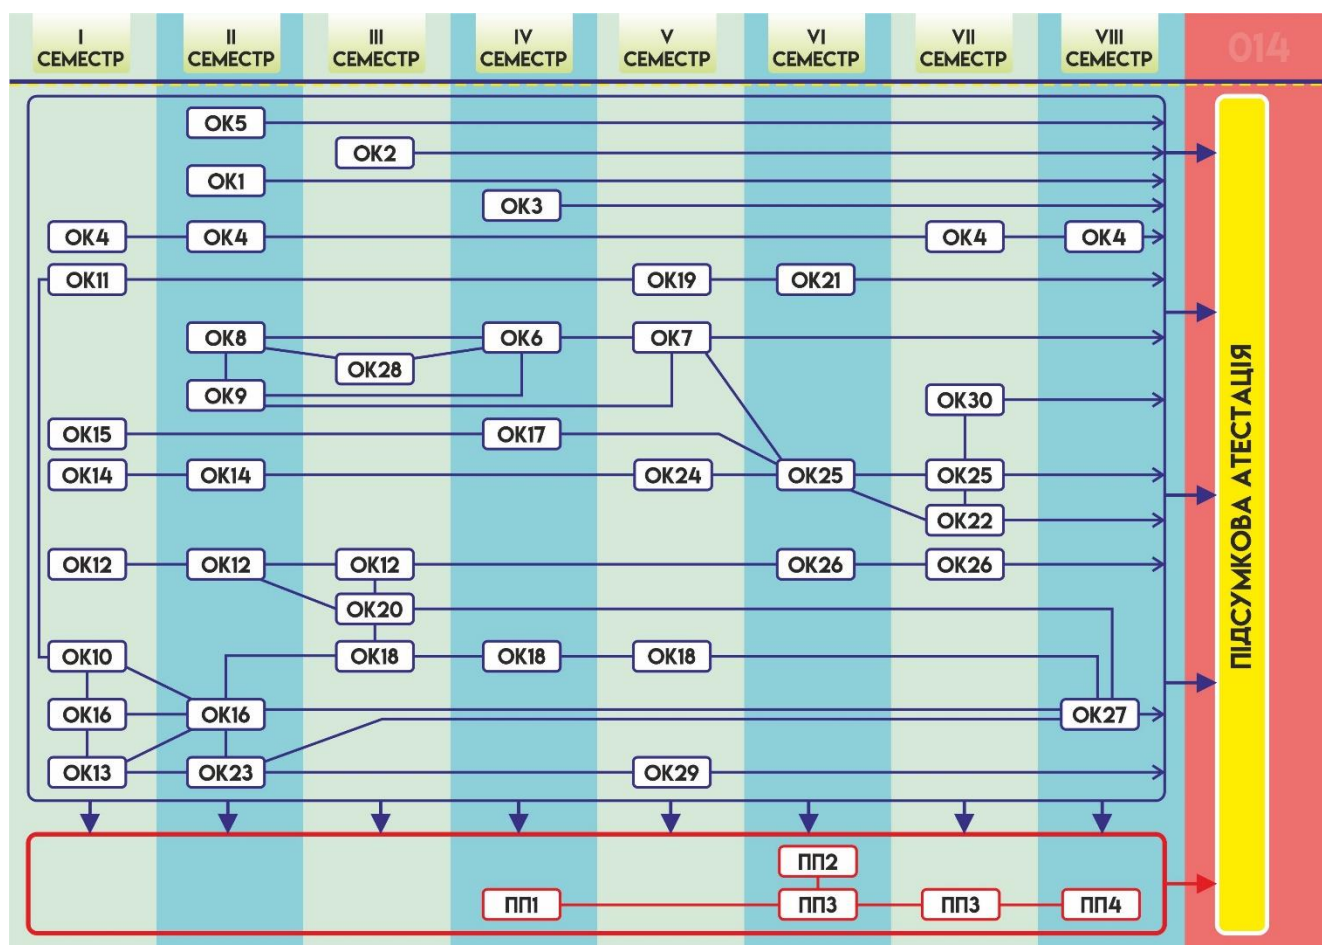 I СЕМЕСТР
II СЕМЕСТР
III СЕМЕСТР
IV СЕМЕСТР
V СЕМЕСТР
VI СЕМЕСТР
VII СЕМЕСТР
VIII СЕМЕСТР
014
ОК5
ОК2
ОК1
ОК3
ОК4 ОК4 ОК4 ОК4
ОК11 ОК19 ОК21
ОК8 ОК6 ОК7
ОК28
ОК9 ОК30
ОК15 ОК17
ОК14 ОК14 ОК24 ОК25 ОК25
ОК22
ОК12 ОК12 ОК12 ОК26 ОК26
ОК20
ОК10 ОК18 ОК18 ОК18
ОК16 ОК16 ОК27
ОК13 ОК23 ОК29
ПП2
ПП1 ПП3 ПП3 ПП4
ПІДСУМКОВА АТЕСТАЦІЯ